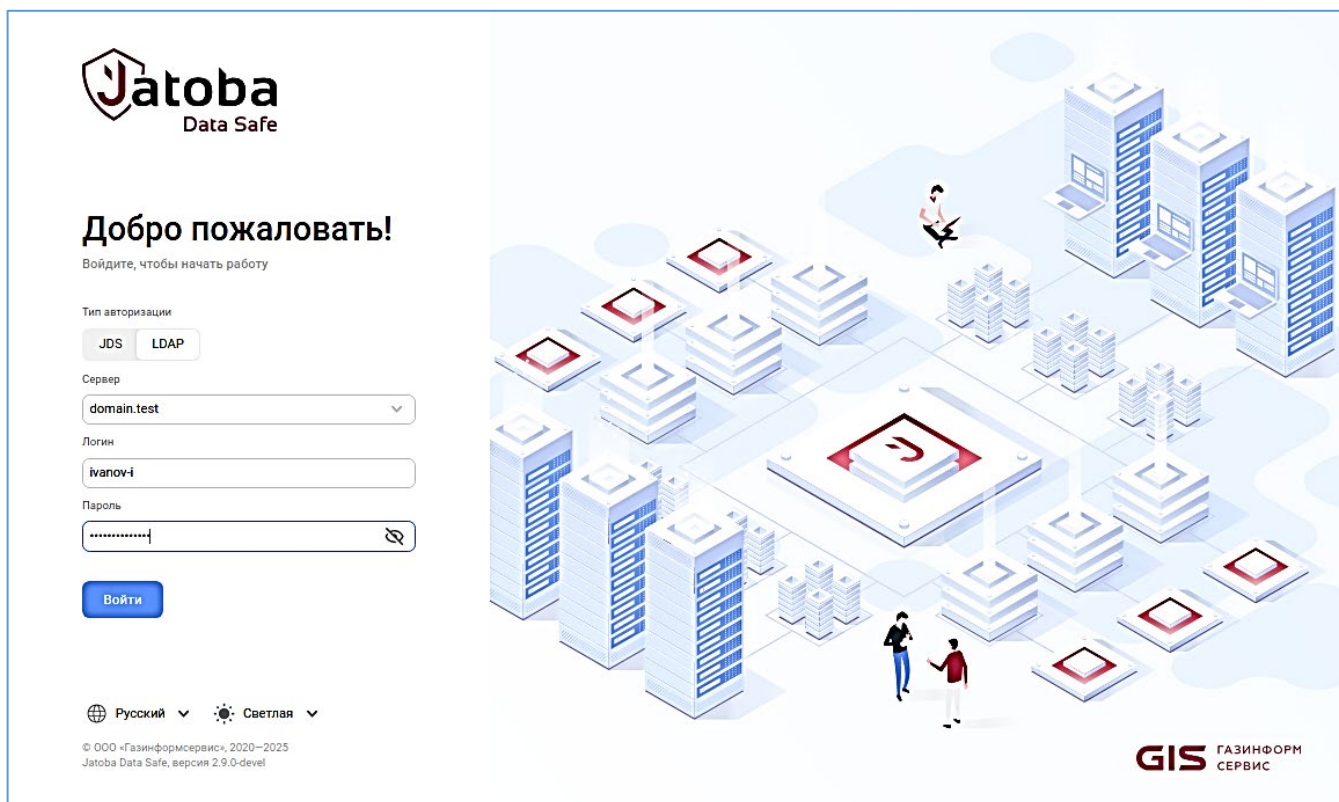 Jatoba
Data Safe
Добро пожаловать!
Войдите, чтобы начать работу
Тип авторизации
JDS LDAP
Сервер
domain.test
Логин
ivanov-i
Пароль
••••••••••••••
Войти
Русский Светлая
© ООО «Газинформсервис», 2020—2025
Jatoba Data Safe, версия 2.9.0-devel
GIS ГАЗИНФОРМ
СЕРВИС